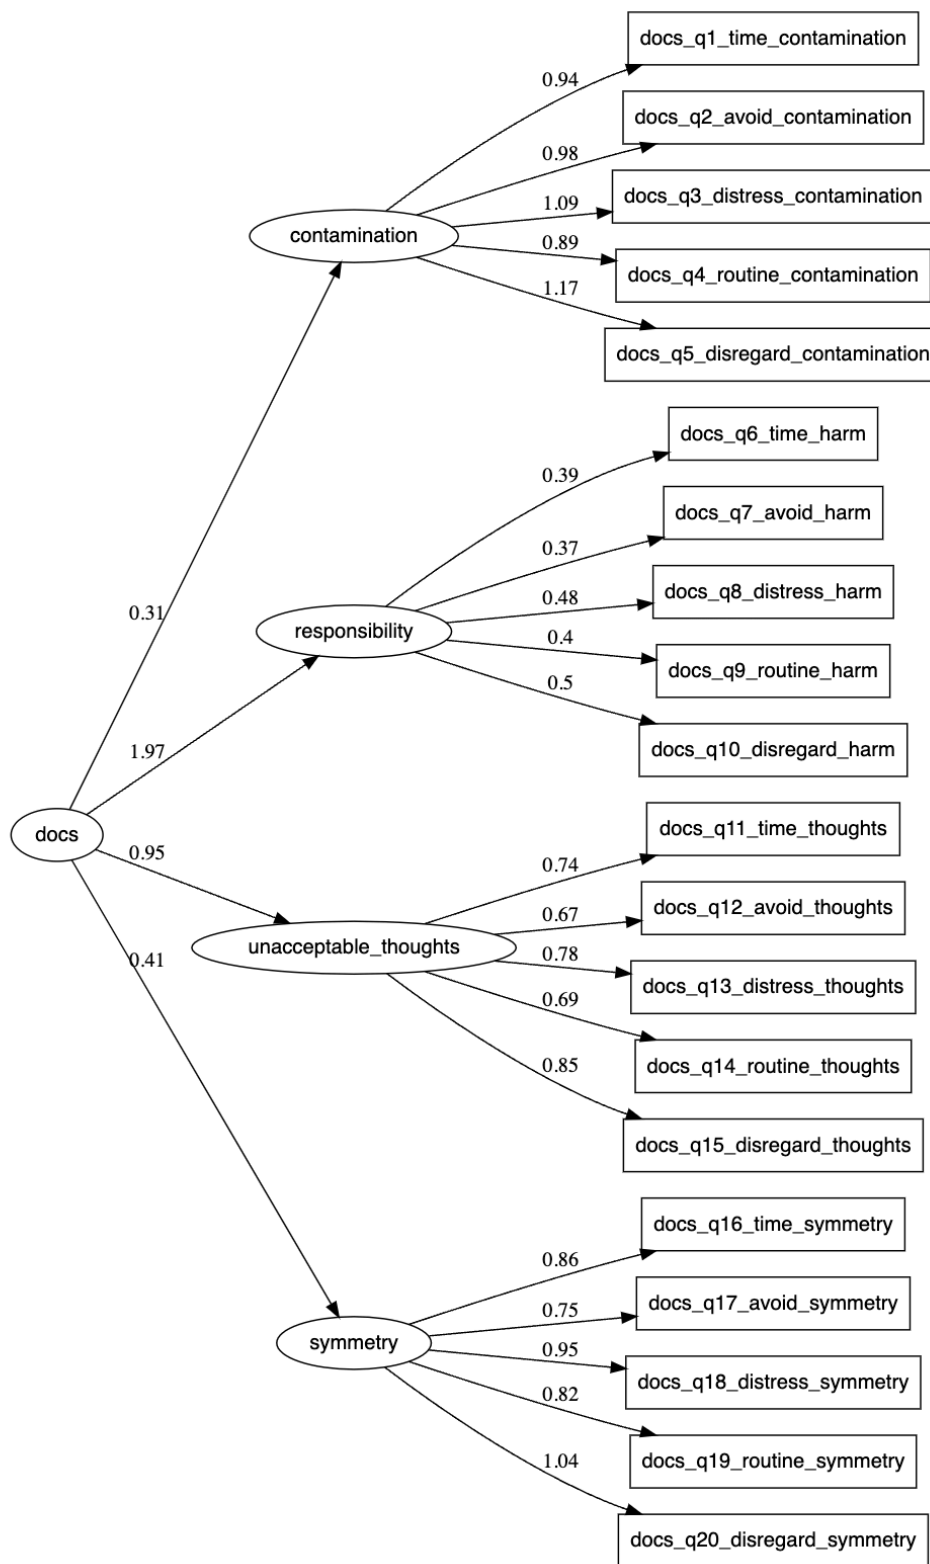 docs_q1_time_contamination
0.94
docs_q2_avoid_contamination
0.98
docs_q3_distress_contamination
1.09
contamination
0.89
docs_q4_routine_contamination
1.17
docs_q5_disregard_contamination
docs_q6_time_harm
0.39
docs_q7_avoid_harm
0.37
docs_q8_distress_harm
0.48
0.31
responsibility
0.4
docs_q9_routine_harm
0.5
docs_q10_disregard_harm
1.97
docs_q11_time_thoughts
docs
0.95
0.74
docs_q12_avoid_thoughts
0.67
unacceptable_thoughts
0.78
docs_q13_distress_thoughts
0.41
0.69
docs_q14_routine_thoughts
0.85
docs_q15_disregard_thoughts
docs_q16_time_symmetry
0.86
docs_q17_avoid_symmetry
0.75
symmetry
0.95
docs_q18_distress_symmetry
0.82
docs_q19_routine_symmetry
1.04
docs_q20_disregard_symmetry